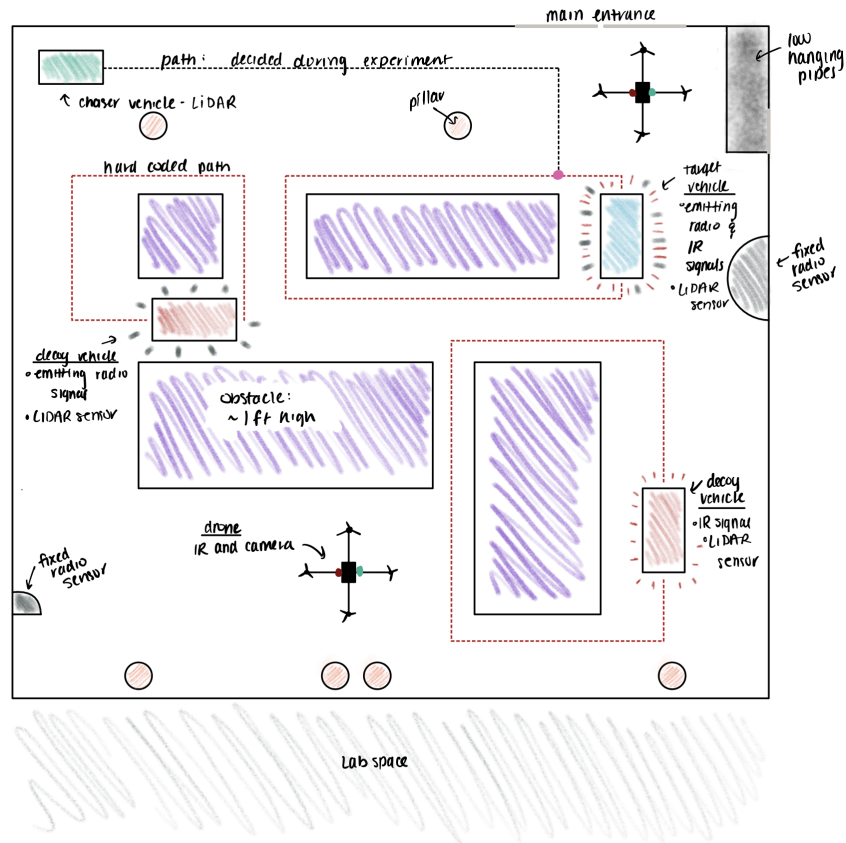 main entrance
path: decided during experiment
low
hanging
pipes
↑ chaser vehicle - LiDAR
pillar
hard coded path
target
vehicle
•emitting
radio &
IR
signals
•LiDAR
sensor
fixed
radio
sensor
decoy vehicle
•emitting radio
signal
•LIDAR sensor
obstacle:
~ 1ft high
decoy
vehicle
•IR signal
•LiDAR
sensor
drone
IR and camera
fixed
radio
sensor
Lab space